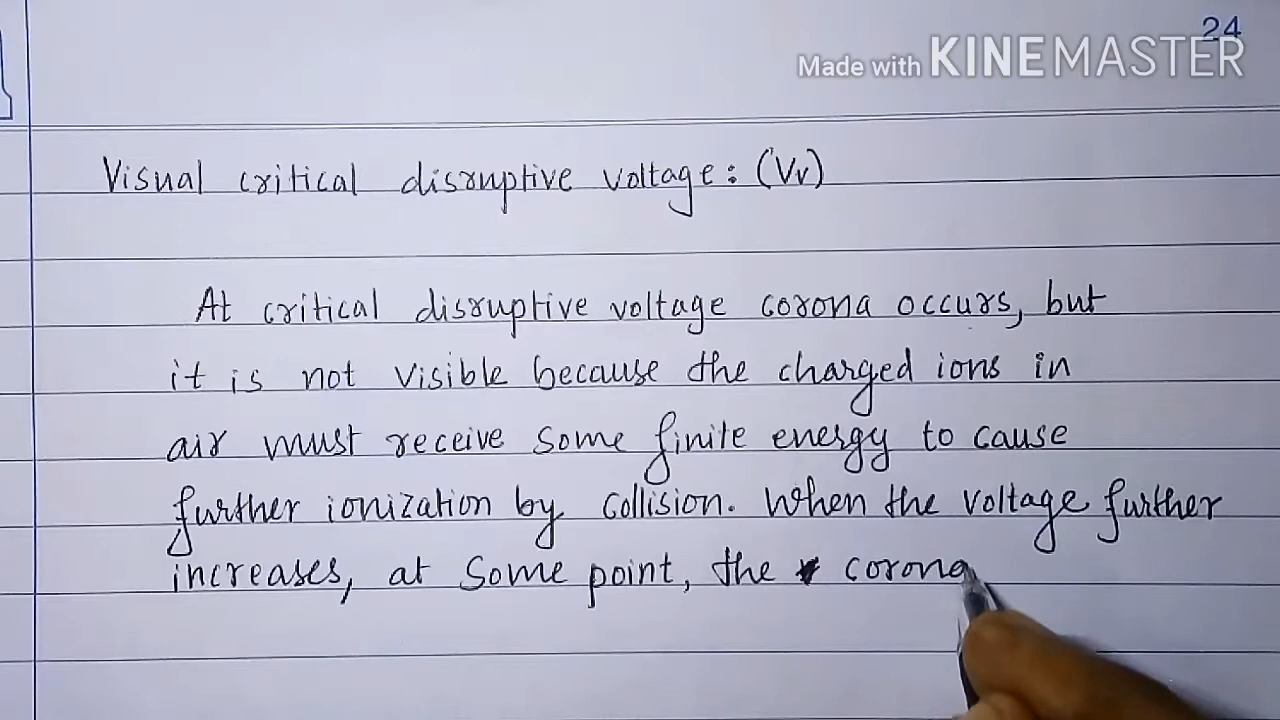 24
Made with KINEMASTER
Visual critical disruptive voltage: (Vv)
At critical disruptive voltage corona occurs, but
it is not visible because the charged ions in
air must receive some finite energy to cause
further ionization by collision. When the voltage further
increases, at some point, the corona